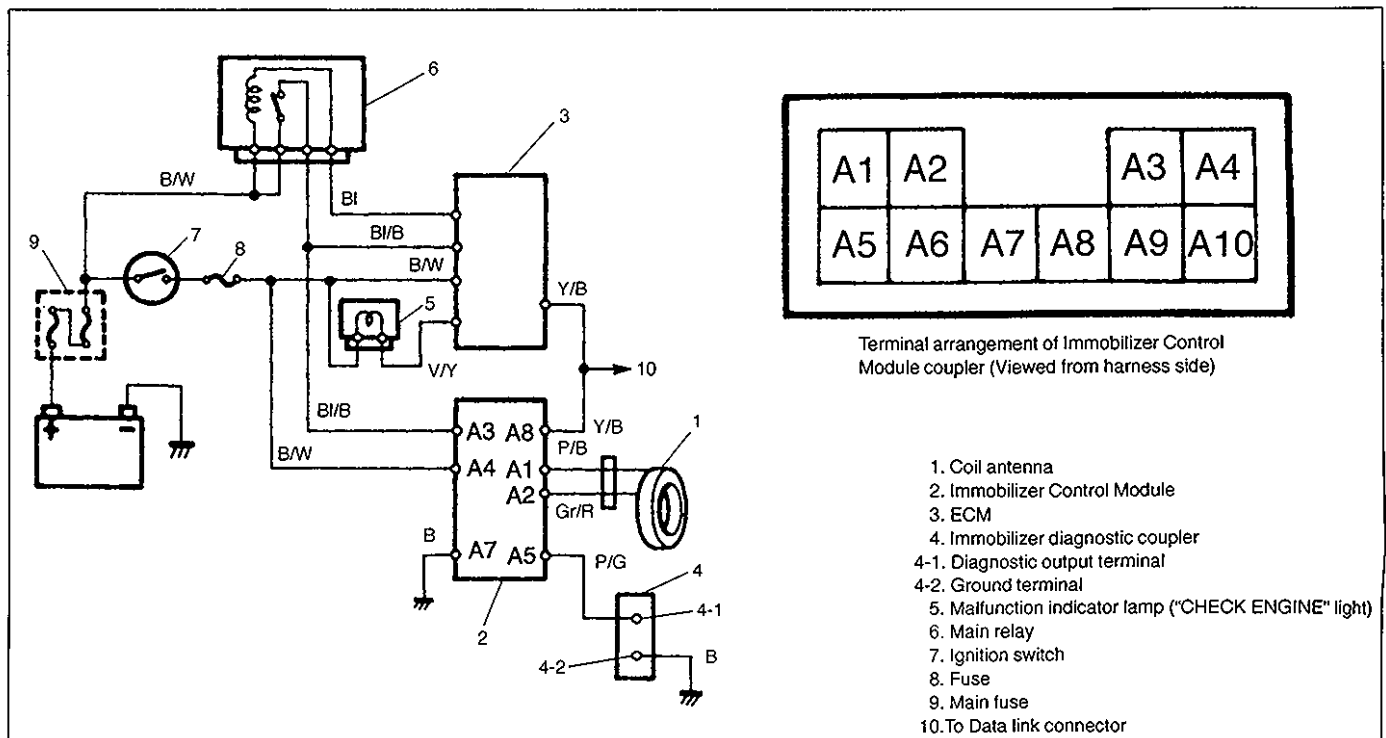 6
3
B/W
Bl
Bl/B
B/W
9
7
8
5
Y/B
V/Y
10
+
−
Bl/B
B/W
A3 A8
Y/B
P/B
1
A4 A1
A2
Gr/R
B
A7 A5
P/G
4
4-1
2
4-2
B
A1 A2 A3 A4
A5 A6 A7 A8 A9 A10
Terminal arrangement of Immobilizer Control
Module coupler (Viewed from harness side)
1. Coil antenna
2. Immobilizer Control Module
3. ECM
4. Immobilizer diagnostic coupler
4-1. Diagnostic output terminal
4-2. Ground terminal
5. Malfunction indicator lamp ("CHECK ENGINE" light)
6. Main relay
7. Ignition switch
8. Fuse
9. Main fuse
10.To Data link connector